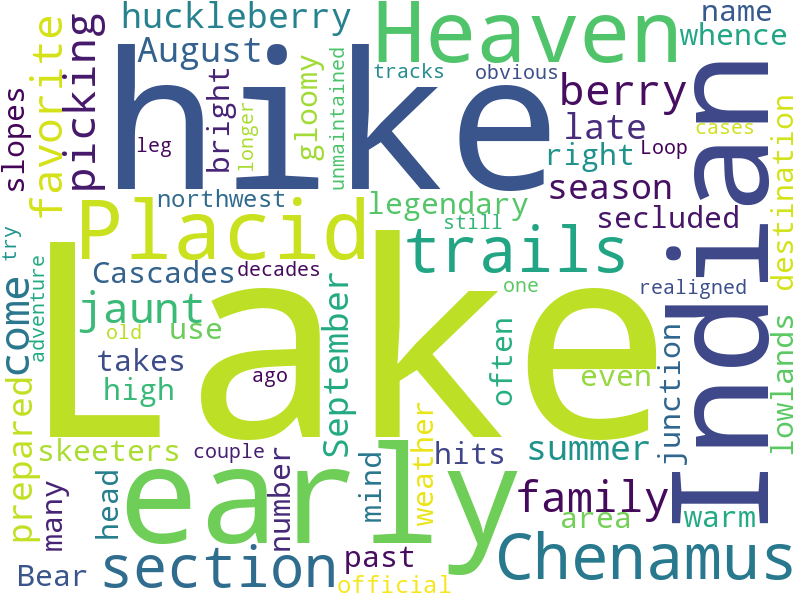 huckleberry
Heaven
name
whence
August
hike
tracks
obvious
favorite
picking
slopes
bright
longer
gloomy
unmaintained
leg
berry
late
cases
right
Loop
season
Indian
destination
northwest
legendary
secluded
still
Placid
trails
try
adventure
come
Cascades
decades
one
realigned
jaunt
old
use
September
Lake
takes
ago
often
even
junction
lowlands
high
prepared
skeeters
couple
weather
hits
summer
many
head
early
number
mind
family
area
warm
Chenamus
section
past
Bear
official